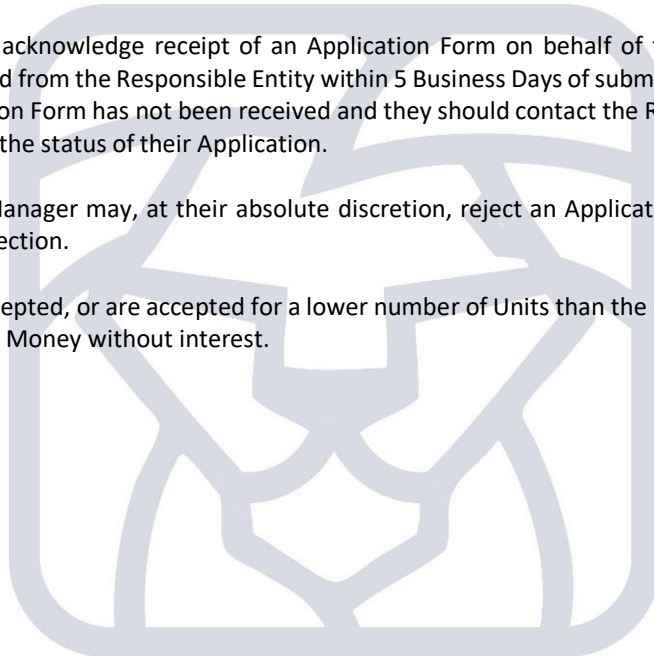 acknowledge receipt of an Application Form on behalf of
d from the Responsible Entity within 5 Business Days of subm
on Form has not been received and they should contact the R
the status of their Application.
Manager may, at their absolute discretion, reject an Applicat
ection.
epted, or are accepted for a lower number of Units than the
Money without interest.